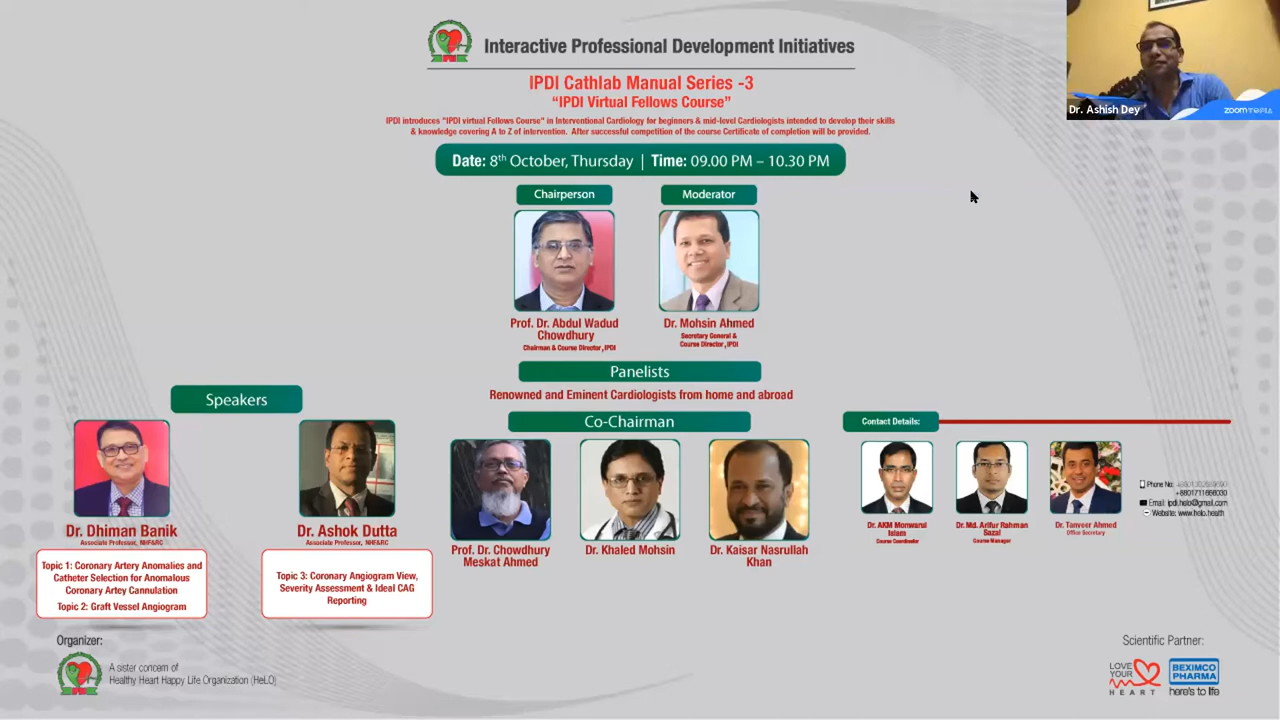 Interactive Professional Development Initiatives
IPDI Cathlab Manual Series -3
“IPDI Virtual Fellows Course”
IPDI introduces “IPDI virtual Fellows Course” in Interventional Cardiology for beginners & mid-level Cardiologists intended to develop their skills
& knowledge covering A to Z of intervention. After successful competition of the course Certificate of completion will be provided.
Dr. Ashish Dey
zoomtopia
Date: 8th October, Thursday | Time: 09.00 PM – 10.30 PM
Chairperson
Moderator
Prof. Dr. Abdul Wadud
Chowdhury
Chairman & Course Director, IPDI
Dr. Mohsin Ahmed
Secretary General &
Course Director, IPDI
Panelists
Renowned and Eminent Cardiologists from home and abroad
Speakers
Dr. Dhiman Banik
Associate Professor, NHF&RC
Topic 1: Coronary Artery Anomalies and
Catheter Selection for Anomalous
Coronary Artey Cannulation
Topic 2: Graft Vessel Angiogram
Dr. Ashok Dutta
Associate Professor, NHF&RC
Topic 3: Coronary Angiogram View,
Severity Assessment & Ideal CAG
Reporting
Co-Chairman
Prof. Dr. Chowdhury
Meskat Ahmed
Dr. Khaled Mohsin
Dr. Kaisar Nasrullah
Khan
Contact Details:
Dr. AKM Monwarul
Islam
Course Coordinator
Dr. Md. Arifur Rahman
Sazal
Course Manager
Dr. Tanveer Ahmed
Office Secretary
Phone No:
+8801711668030
Email: ipdi.helo@gmail.com
Website: www.helo.health
Organizer:
A sister concern of
Healthy Heart Happy Life Organization (HeLO)
Scientific Partner:
LOVE
YOUR
HEART
BEXIMCO
PHARMA
here's to life